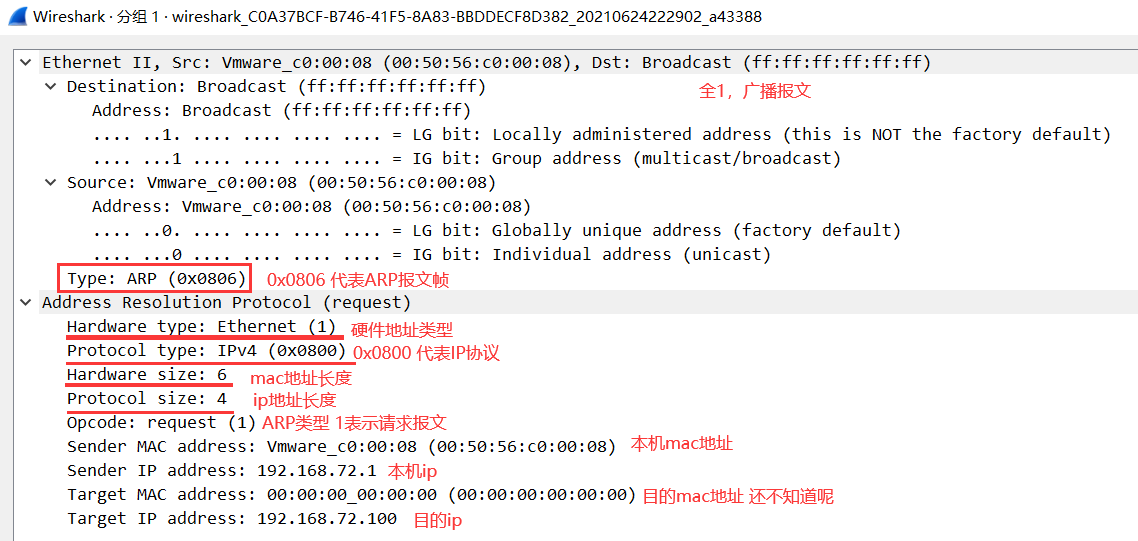 Wireshark · 分组 1 · wireshark_C0A37BCF-B746-41F5-8A83-BBDDECF8D382_20210624222902_a43388
Ethernet II, Src: Vmware_c0:00:08 (00:50:56:c0:00:08), Dst: Broadcast (ff:ff:ff:ff:ff:ff)
Destination: Broadcast (ff:ff:ff:ff:ff:ff) 全1，广播报文
Address: Broadcast (ff:ff:ff:ff:ff:ff)
.... ..1. .... .... .... .... = LG bit: Locally administered address (this is NOT the factory default)
.... ...1 .... .... .... .... = IG bit: Group address (multicast/broadcast)
Source: Vmware_c0:00:08 (00:50:56:c0:00:08)
Address: Vmware_c0:00:08 (00:50:56:c0:00:08)
.... ..0. .... .... .... .... = LG bit: Globally unique address (factory default)
.... ...0 .... .... .... .... = IG bit: Individual address (unicast)
Type: ARP (0x0806) 0x0806 代表ARP报文帧
Address Resolution Protocol (request)
Hardware type: Ethernet (1) 硬件地址类型
Protocol type: IPv4 (0x0800) 0x0800 代表IP协议
Hardware size: 6 mac地址长度
Protocol size: 4 ip地址长度
Opcode: request (1) ARP类型 1表示请求报文
Sender MAC address: Vmware_c0:00:08 (00:50:56:c0:00:08) 本机mac地址
Sender IP address: 192.168.72.1 本机ip
Target MAC address: 00:00:00_00:00:00 (00:00:00:00:00:00) 目的mac地址 还不知道呢
Target IP address: 192.168.72.100 目的ip